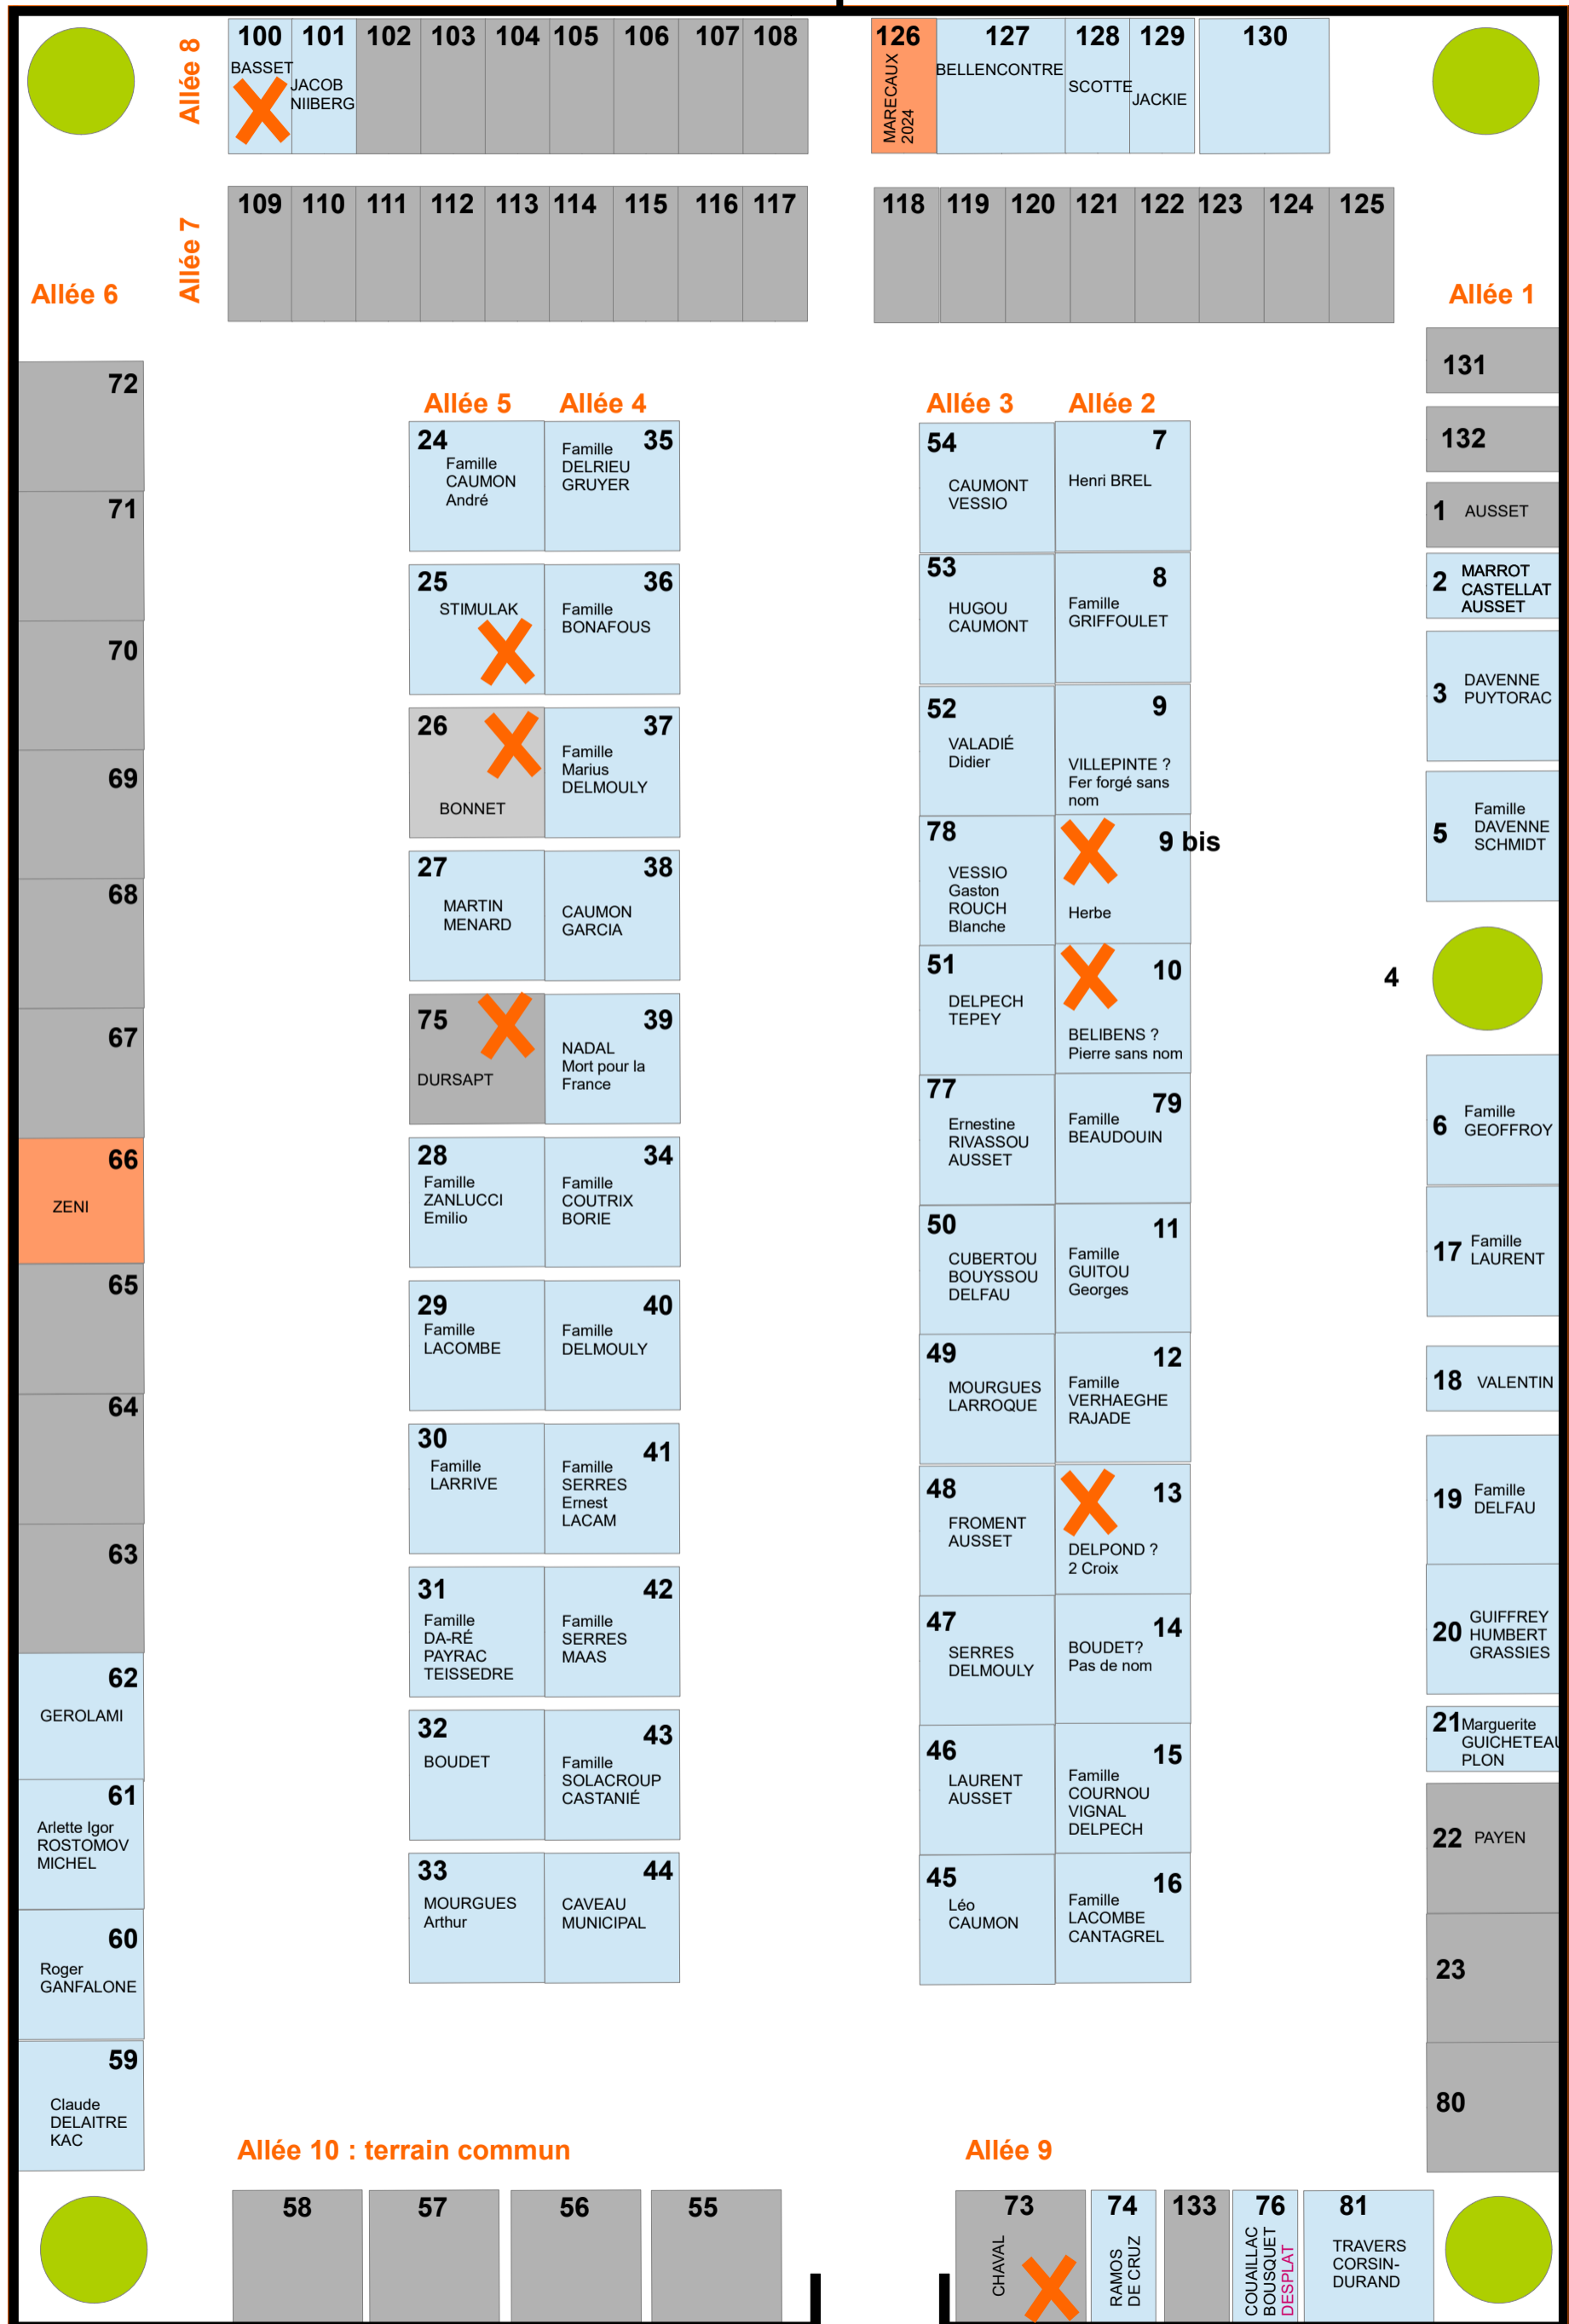 Allée 8
100
BASSET
101
JACOB
NIIBERG
102
103
104
105
106
107
108
126
MARECAUX
2024
127
BELLENCONTRE
128
SCOTTE
129
JACKIE
130
Allée 7
109
110
111
112
113
114
115
116
117
118
119
120
121
122
123
124
125
Allée 6
72
71
70
69
68
67
66
ZENI
65
64
63
62
GEROLAMI
61
Arlette Igor
ROSTOMOV
MICHEL
60
Roger
GANFALONE
59
Claude
DELAITRE
KAC
Allée 5
24
Famille
CAUMON
André
25
STIMULAK
26
BONNET
27
MARTIN
MENARD
75
DURSAPT
28
Famille
ZANLUCCI
Emilio
29
Famille
LACOMBE
30
Famille
LARRIVE
31
Famille
DA-RÉ
PAYRAC
TEISSEDRE
32
BOUDET
33
MOURGUES
Arthur
Allée 4
35
Famille
DELRIEU
GRUYER
36
Famille
BONAFOUS
37
Famille
Marius
DELMOULY
38
CAUMON
GARCIA
39
NADAL
Mort pour la
France
34
Famille
COUTRIX
BORIE
40
Famille
DELMOULY
41
Famille
SERRES
Ernest
LACAM
42
Famille
SERRES
MAAS
43
Famille
SOLACROUP
CASTANIÉ
44
CAVEAU
MUNICIPAL
Allée 3
54
CAUMONT
VESSIO
53
HUGOU
CAUMONT
52
VALADIÉ
Didier
78
VESSIO
Gaston
ROUCH
Blanche
51
DELPECH
TEPEY
77
Ernestine
RIVASSOU
AUSSET
50
CUBERTOU
BOUYSSOU
DELFAU
49
MOURGUES
LARROQUE
48
FROMENT
AUSSET
47
SERRES
DELMOULY
46
LAURENT
AUSSET
45
Léo
CAUMON
Allée 2
7
Henri BREL
8
Famille
GRIFFOULET
9
VILLEPINTE ?
Fer forgé sans
nom
9 bis
Herbe
10
BELIBENS ?
Pierre sans nom
79
Famille
BEAUDOUIN
11
Famille
GUITOU
Georges
12
Famille
VERHAEGHE
RAJADE
13
DELPOND ?
2 Croix
14
BOUDET?
Pas de nom
15
Famille
COURNOU
VIGNAL
DELPECH
16
Famille
LACOMBE
CANTAGREL
Allée 1
131
132
1 AUSSET
2
MARROT
CASTELLAT
AUSSET
3
DAVENNE
PUYTORAC
5
Famille
DAVENNE
SCHMIDT
4
6
Famille
GEOFFROY
17
Famille
LAURENT
18 VALENTIN
19
Famille
DELFAU
20
GUIFFREY
HUMBERT
GRASSIES
21
Marguerite
GUICHETEAU
PLON
22 PAYEN
23
80
Allée 10 : terrain commun
58
57
56
55
Allée 9
73
CHAVAL
74
RAMOS
DE CRUZ
133
76
COUAILLAC
BOUSQUET
DESPLAT
81
TRAVERS
CORSIN-
DURAND